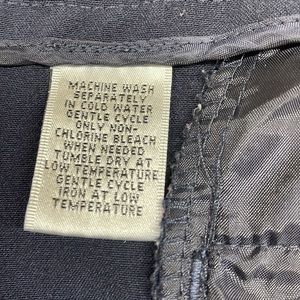 MACHINE WASH
SEPARATELY
IN COLD WATER
GENTLE CYCLE
ONLY NON-
CHLORINE BLEACH
WHEN NEEDED
TUMBLE DRY AT
LOW TEMPERATURE
GENTLE CYCLE
IRON AT LOW
TEMPERATURE